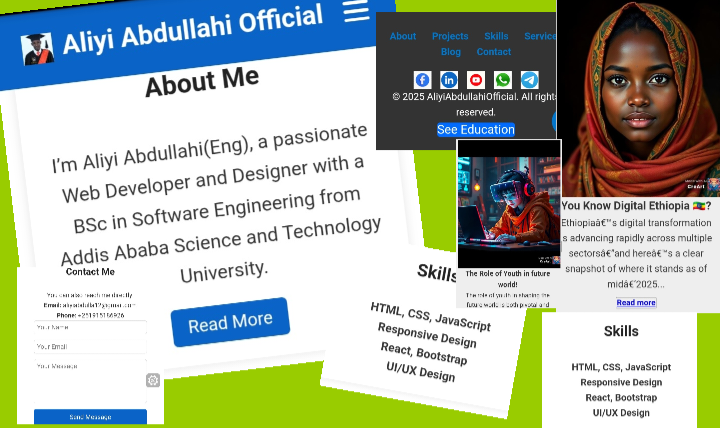 Aliyi Abdullahi Official
About Me
I'm Aliyi Abdullahi(Eng), a passionate
Web Developer and Designer with a
BSc in Software Engineering from
Addis Ababa Science and Technology
University.
Read More
About Projects Skills Service
Blog Contact
© 2025 AliyiAbdullahiOfficial. All rights
reserved.
See Education
The Role of Youth in future
world!
The role of youth in shaping the
future is both pivotal and
CreArt
You Know Digital Ethiopia 🇪🇹?
Ethiopiaâ€™s digital transformation
s advancing rapidly across multiple
sectorsâ€”and hereâ€™s a clear
snapshot of where it stands as of
midâ€‘2025...
Read more
Contact Me
You can also reach me directly
Email:
Phone: +251915186926
Your Name
Your Email
Your Message
Send Message
Skills
HTML, CSS, JavaScript
Responsive Design
React, Bootstrap
UI/UX Design
Skills
HTML, CSS, JavaScript
Responsive Design
React, Bootstrap
UI/UX Design